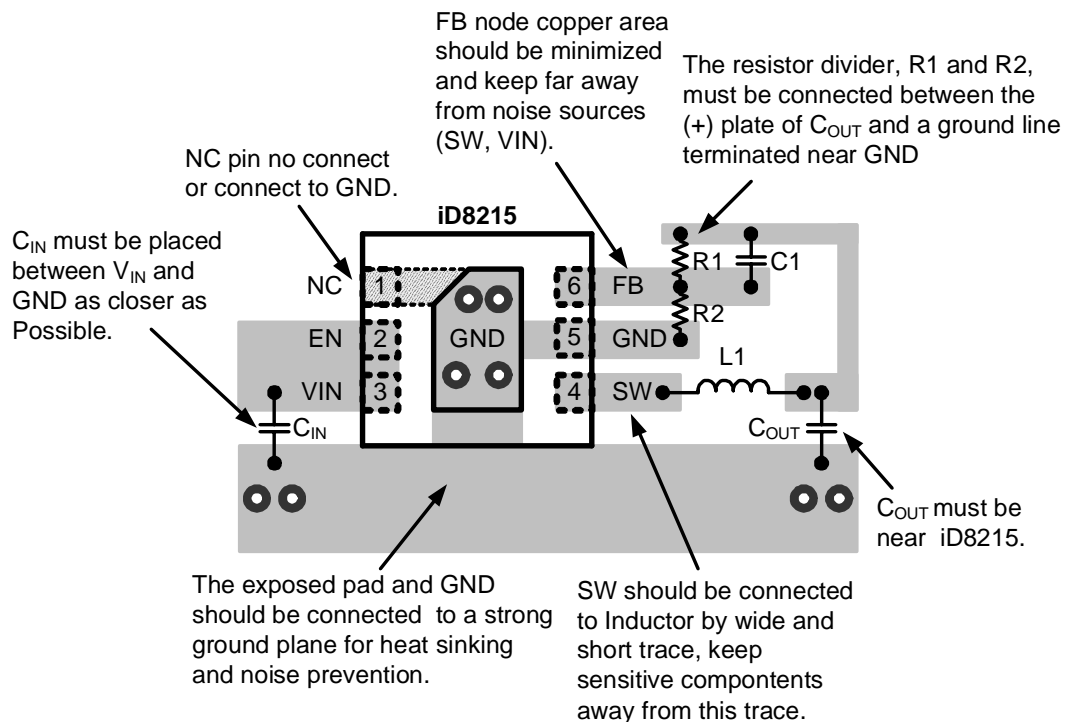 FB node copper area
should be minimized
and keep far away
from noise sources
(SW, VIN).
The resistor divider, R1 and R2,
must be connected between the
(+) plate of COUT and a ground line
terminated near GND
NC pin no connect
or connect to GND.
iD8215
CIN must be placed
between VIN and
GND as closer as
Possible.
NC
1
6
FB
R1
C1
EN
2
GND
5
GND
R2
VIN
3
4
SW
L1
CIN
COUT
COUT must be
near iD8215.
The exposed pad and GND
should be connected to a strong
ground plane for heat sinking
and noise prevention.
SW should be connected
to Inductor by wide and
short trace, keep
sensitive compontents
away from this trace.